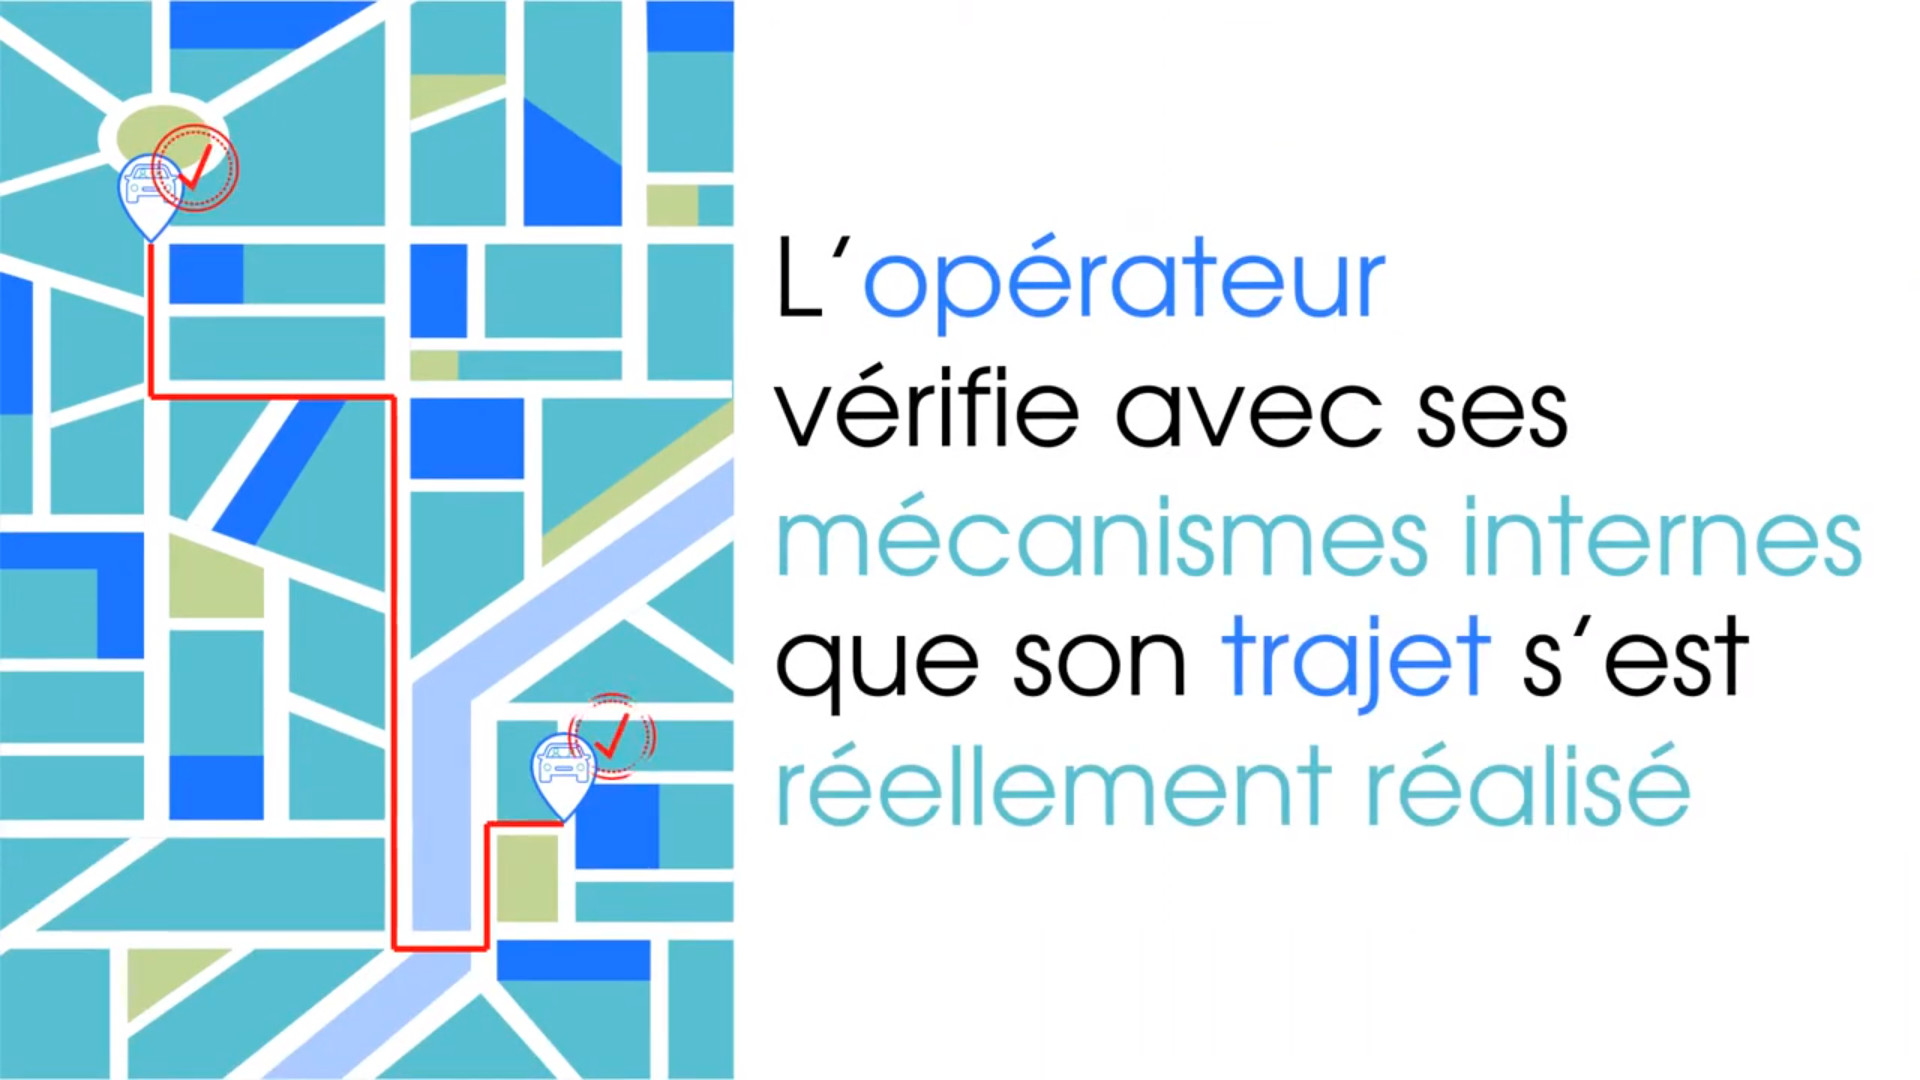 L'opérateur
vérifie avec ses
mécanismes internes
que son trajet s'est
réellement réalisé